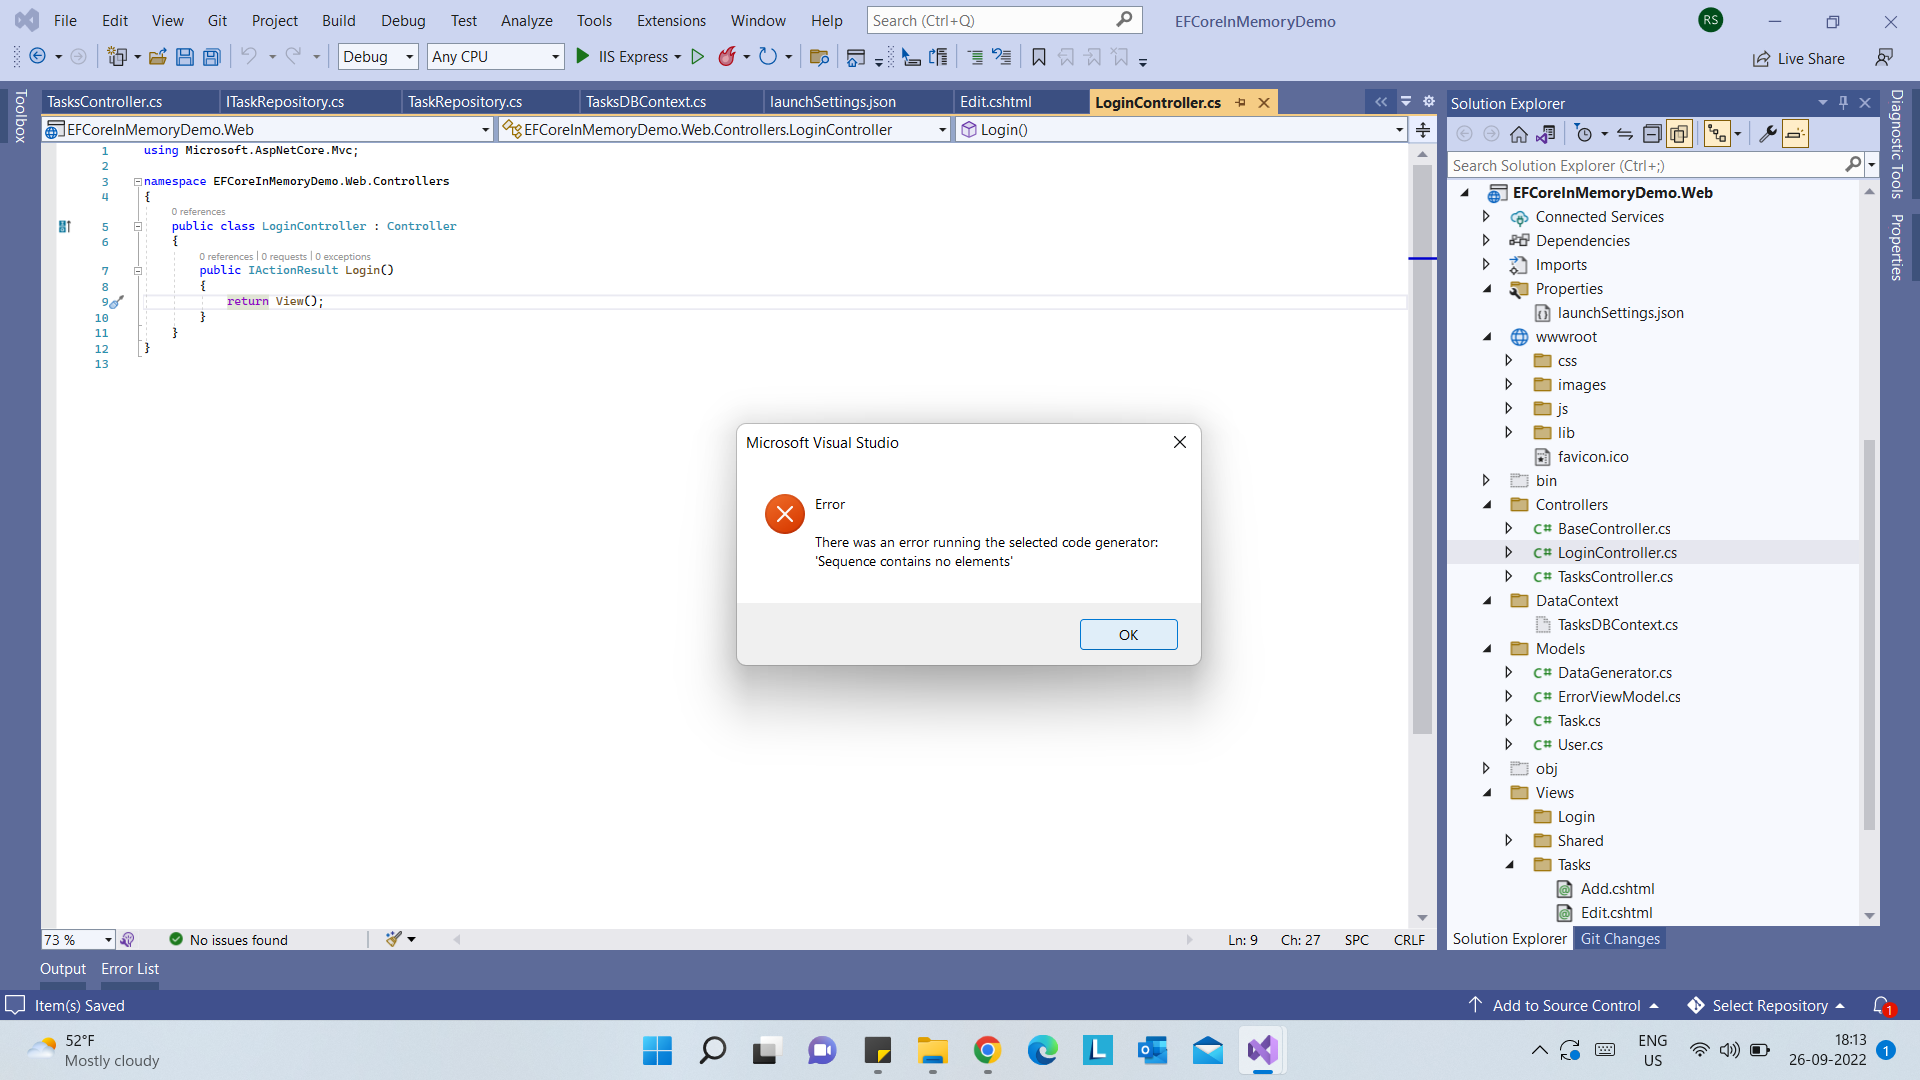 File Edit View Git Project Build Debug Test Analyze Tools Extensions Window Help Search (Ctrl+Q) EFCoreInMemoryDemo RS
Debug Any CPU IIS Express Live Share
Toolbox
TasksController.cs ITaskRepository.cs TaskRepository.cs TasksDBContext.cs launchSettings.json Edit.cshtml LoginController.cs
EFCoreInMemoryDemo.Web EFCoreInMemoryDemo.Web.Controllers.LoginController Login()
1 using Microsoft.AspNetCore.Mvc;
2
3 namespace EFCoreInMemoryDemo.Web.Controllers
4 {
0 references
5 public class LoginController : Controller
6 {
0 references | 0 requests | 0 exceptions
7 public IActionResult Login()
8 {
9 return View();
10 }
11 }
12 }
13
Microsoft Visual Studio
Error
There was an error running the selected code generator:
'Sequence contains no elements'
OK
73 % No issues found Ln: 9 Ch: 27 SPC CRLF
Output Error List
Solution Explorer
Search Solution Explorer (Ctrl+;)
EFCoreInMemoryDemo.Web
Connected Services
Dependencies
Imports
Properties
launchSettings.json
wwwroot
css
images
js
lib
favicon.ico
bin
Controllers
C# BaseController.cs
C# LoginController.cs
C# TasksController.cs
DataContext
TasksDBContext.cs
Models
C# DataGenerator.cs
C# ErrorViewModel.cs
C# Task.cs
C# User.cs
obj
Views
Login
Shared
Tasks
Add.cshtml
Edit.cshtml
Solution Explorer Git Changes
Diagnostic Tools
Properties
Item(s) Saved Add to Source Control Select Repository 1
52°F
Mostly cloudy
L
ENG
US
18:13
26-09-2022
1